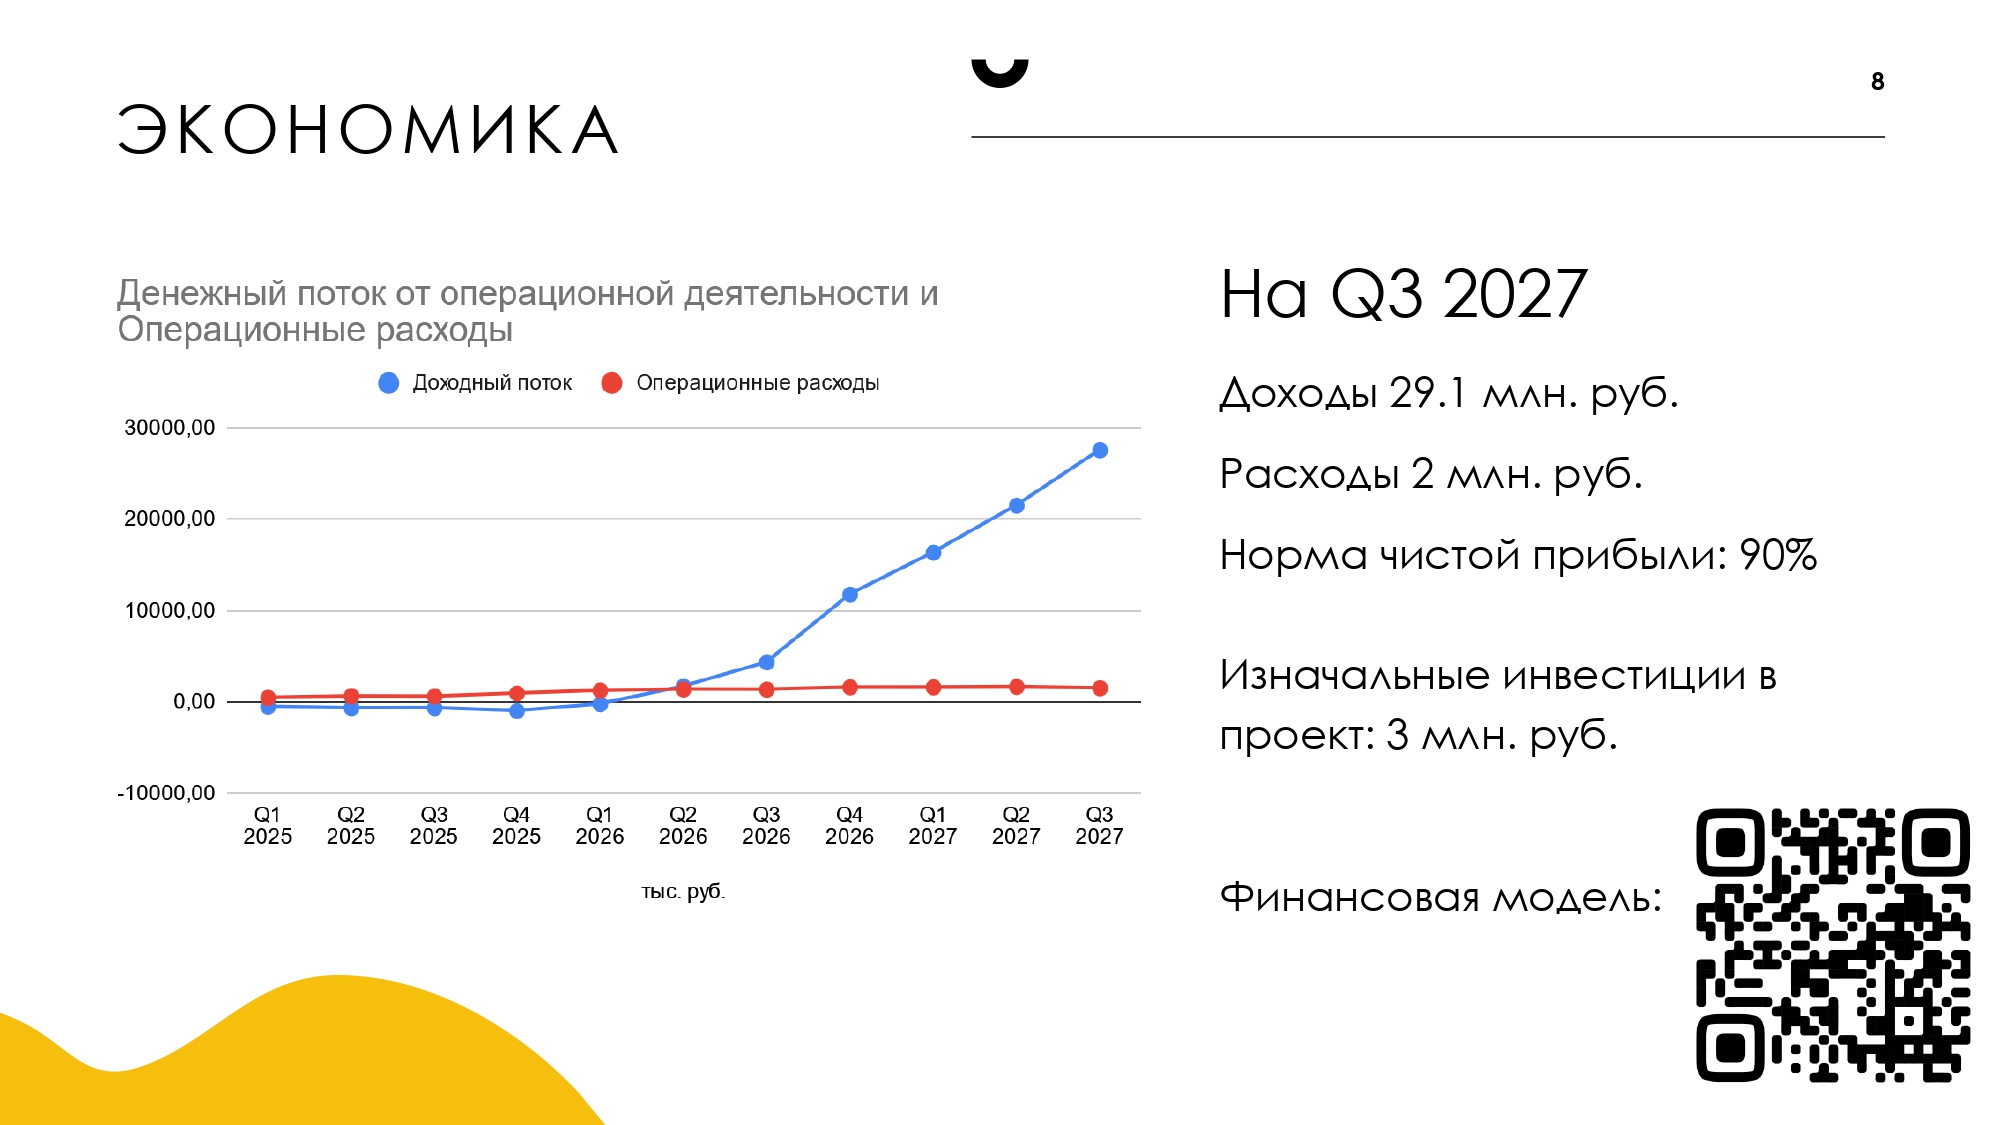 8
ЭКОНОМИКА
Денежный поток от операционной деятельности и
Операционные расходы
Доходный поток
Операционные расходы
30000,00
20000,00
10000,00
0,00
-10000,00
Q1 2025
Q2 2025
Q3 2025
Q4 2025
Q1 2026
Q2 2026
Q3 2026
Q4 2026
Q1 2027
Q2 2027
Q3 2027
тыс. руб.
На Q3 2027
Доходы 29.1 млн. руб.
Расходы 2 млн. руб.
Норма чистой прибыли: 90%
Изначальные инвестиции в
проект: 3 млн. руб.
Финансовая модель: